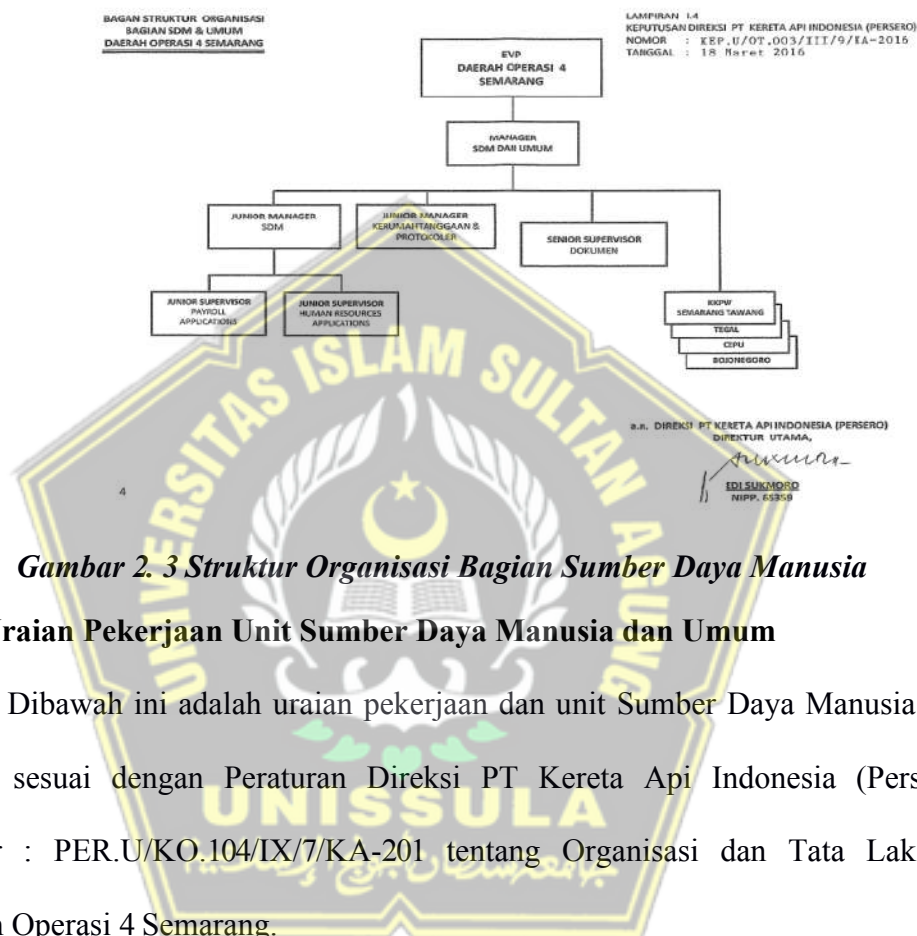 BAGAN STRUKTUR ORGANISASI
BAGIAN SDM & UMUM
DAERAH OPERASI 4 SEMARANG
LAMPIRAN 1.4
KEPUTUSAN DIREKSI PT KERETA API INDONESIA (PERSERO)
NOMOR : KEP.U/OT.003/III/9/KA-2016
TANGGAL : 18 Maret 2016
EVP
DAERAH OPERASI 4
SEMARANG
MANAGER
SDM DAN UMUM
JUNIOR MANAGER
SDM
JUNIOR MANAGER
KERUMAHTANGGAAN &
PROTOKOLER
SENIOR SUPERVISOR
DOKUMEN
JUNIOR SUPERVISOR
PAYROLL
APPLICATIONS
JUNIOR SUPERVISOR
HUMAN RESOURCES
APPLICATIONS
KKPW
SEMARANG TAWANG
TEGAL
CEPU
BOJONEGORO
a.n. DIREKSI PT KERETA API INDONESIA (PERSERO)
DIREKTUR UTAMA,
EDI SUKMORO
NIPP. 65359
4
Gambar 2. 3 Struktur Organisasi Bagian Sumber Daya Manusia
Uraian Pekerjaan Unit Sumber Daya Manusia dan Umum
Dibawah ini adalah uraian pekerjaan dan unit Sumber Daya Manusia
sesuai dengan Peraturan Direksi PT Kereta Api Indonesia (Pers
: PER.U/KO.104/IX/7/KA-201 tentang Organisasi dan Tata Lak
Operasi 4 Semarang.
UNIVERSITAS ISLAM SULTAN AGUNG
UNISSULA